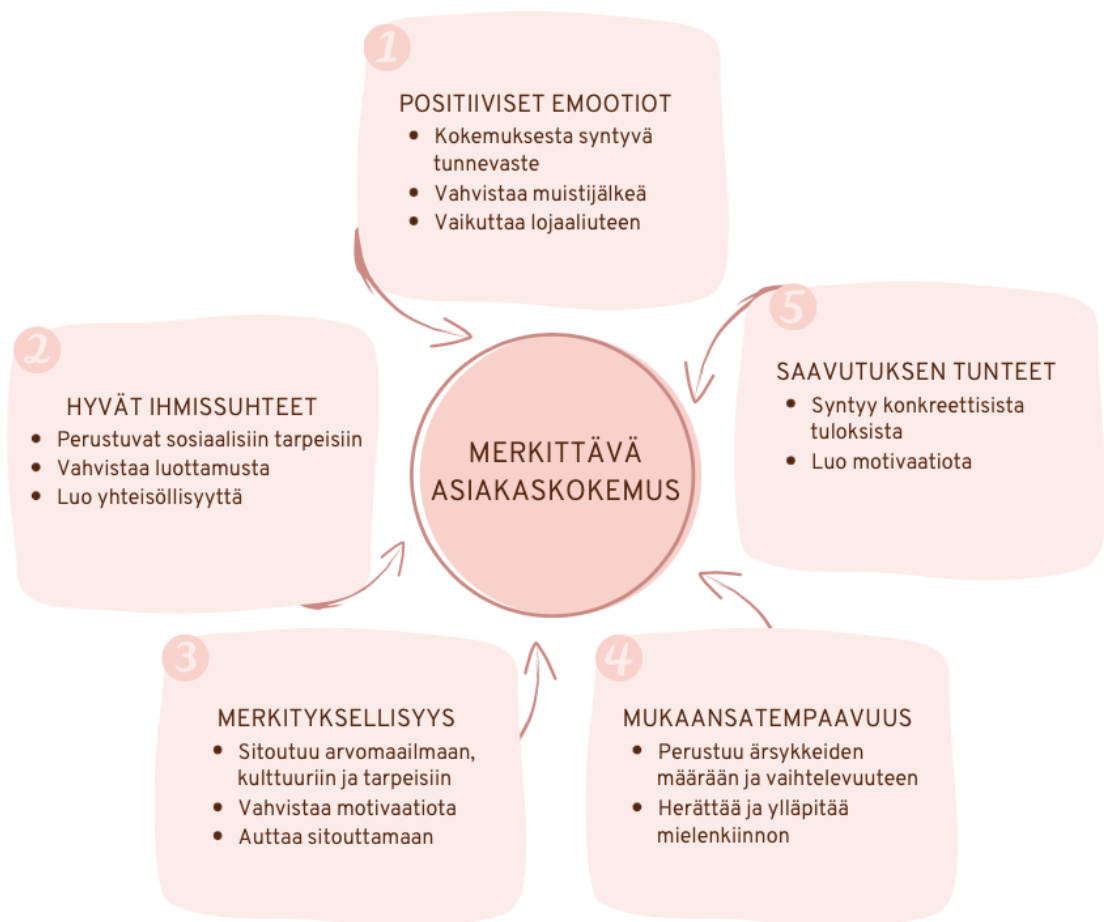 1
POSITIIVISET EMOOTIOT
• Kokemuksesta syntyvä
tunnevaste
• Vahvistaa muistijälkeä
• Vaikuttaa lojaaliuteen
2
HYVÄT IHMISSUHTEET
• Perustuvat sosiaalisiin tarpeisiin
• Vahvistaa luottamusta
• Luo yhteisöllisyyttä
MERKITTÄVÄ
ASIAKASKOKEMUS
5
SAAVUTUKSEN TUNTEET
• Syntyy konkreettisista
tuloksista
• Luo motivaatiota
3
MERKITYKSELLISYYS
• Sitoutuu arvomaailmaan,
kulttuuriin ja tarpeisiin
• Vahvistaa motivaatiota
• Auttaa sitouttamaan
4
MUKAANSATEMPAAVUUS
• Perustuu ärsykkeiden
määrään ja vaihtelevuuteen
• Herättää ja ylläpitää
mielenkiinnon